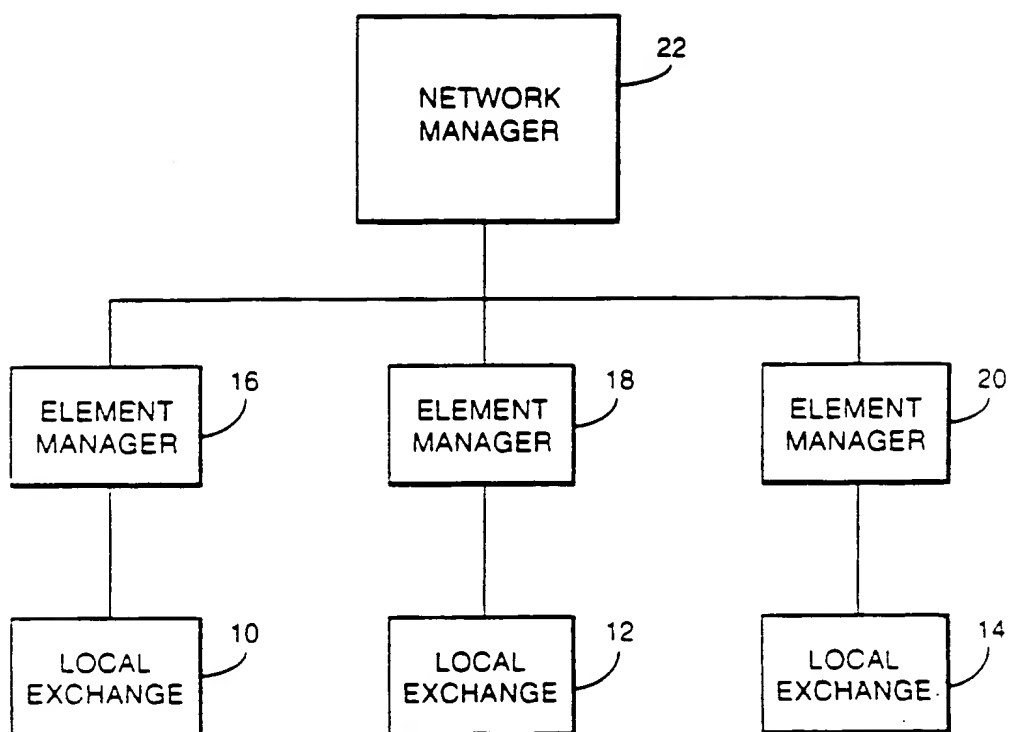 22
NETWORK
MANAGER
16
ELEMENT
MANAGER
18
ELEMENT
MANAGER
20
ELEMENT
MANAGER
10
LOCAL
EXCHANGE
12
LOCAL
EXCHANGE
14
LOCAL
EXCHANGE